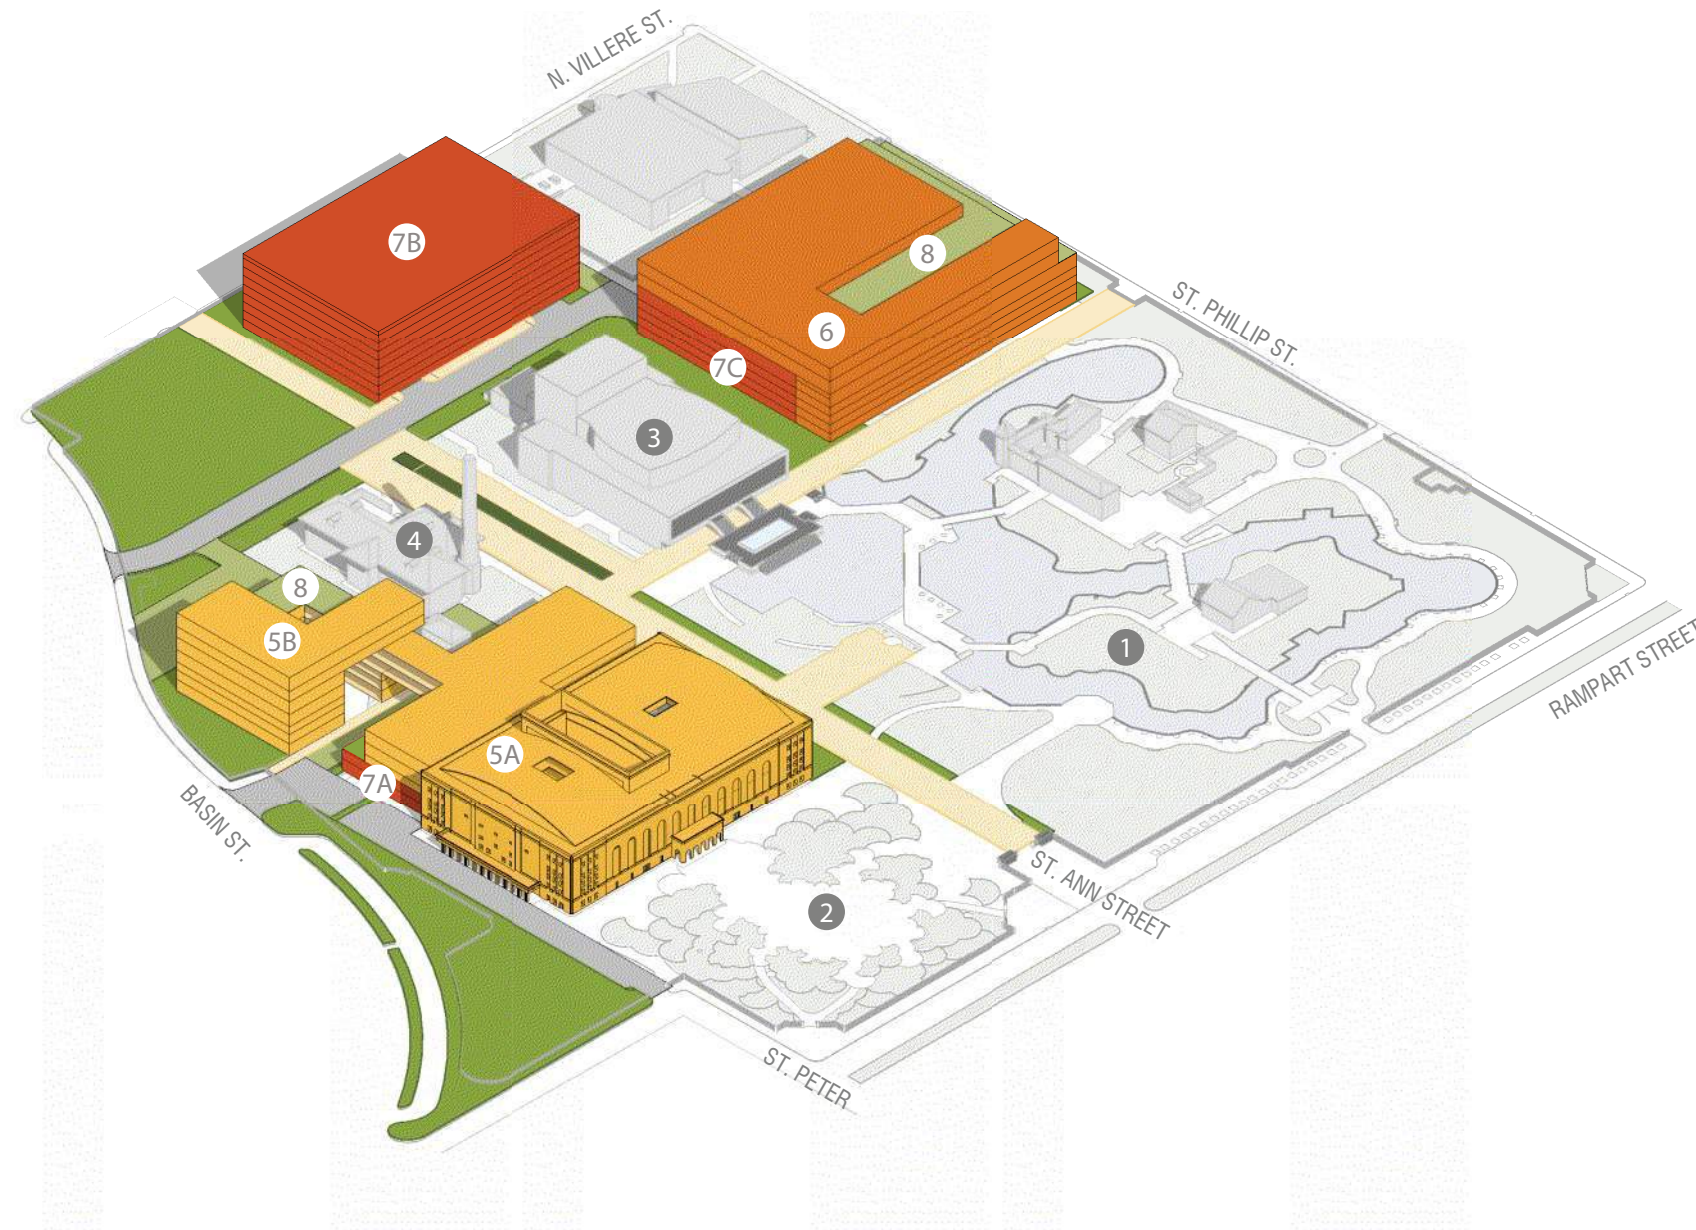 N. VILLERE ST.
7B
8
ST. PHILLIP ST.
6
7C
3
4
8
5B
1
RAMPART STREET
5A
7A
BASIN ST.
ST. ANN STREET
2
ST. PETER